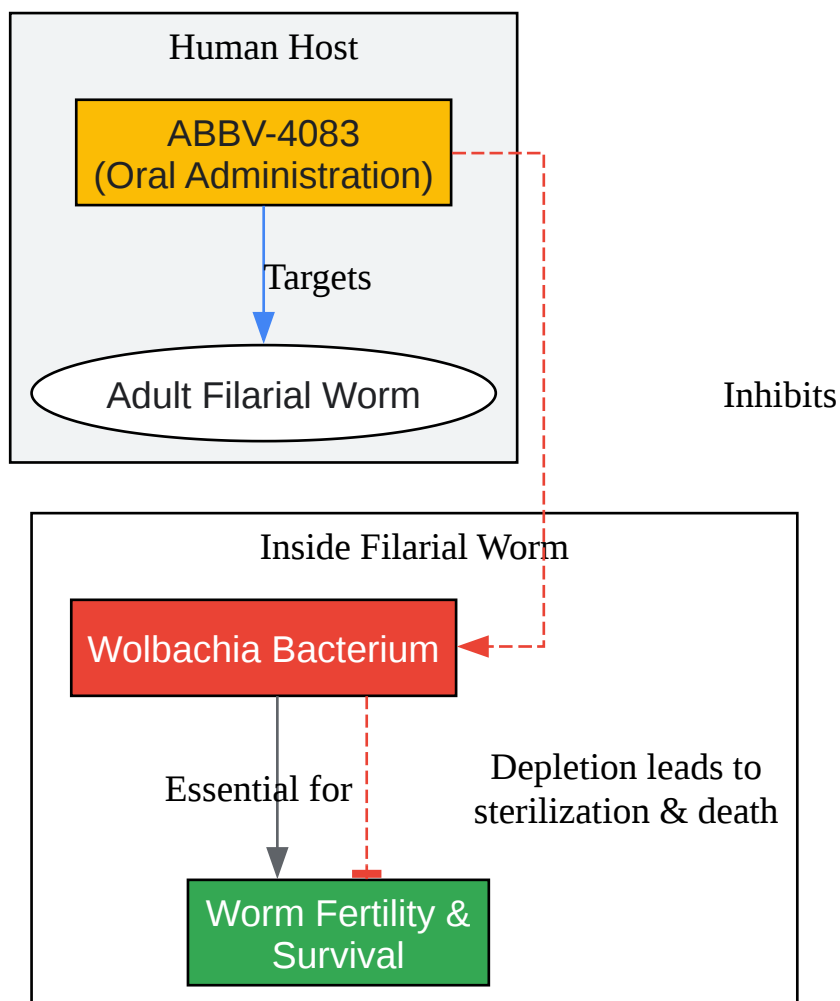 Human Host
ABBV-4083
(Oral Administration)
Targets
Adult Filarial Worm
Inhibits
Inside Filarial Worm
Wolbachia Bacterium
Essential for
Depletion leads to
sterilization & death
Worm Fertility &
Survival